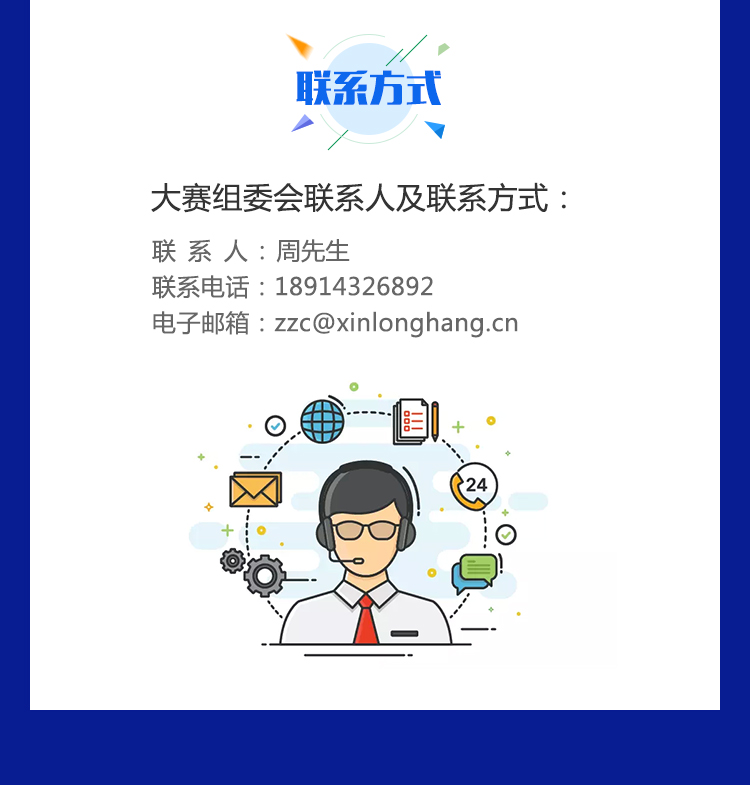 联系方式
大赛组委会联系人及联系方式：
联 系 人：周先生
联系电话：18914326892
电子邮箱：zzc@xinlonghang.cn
24